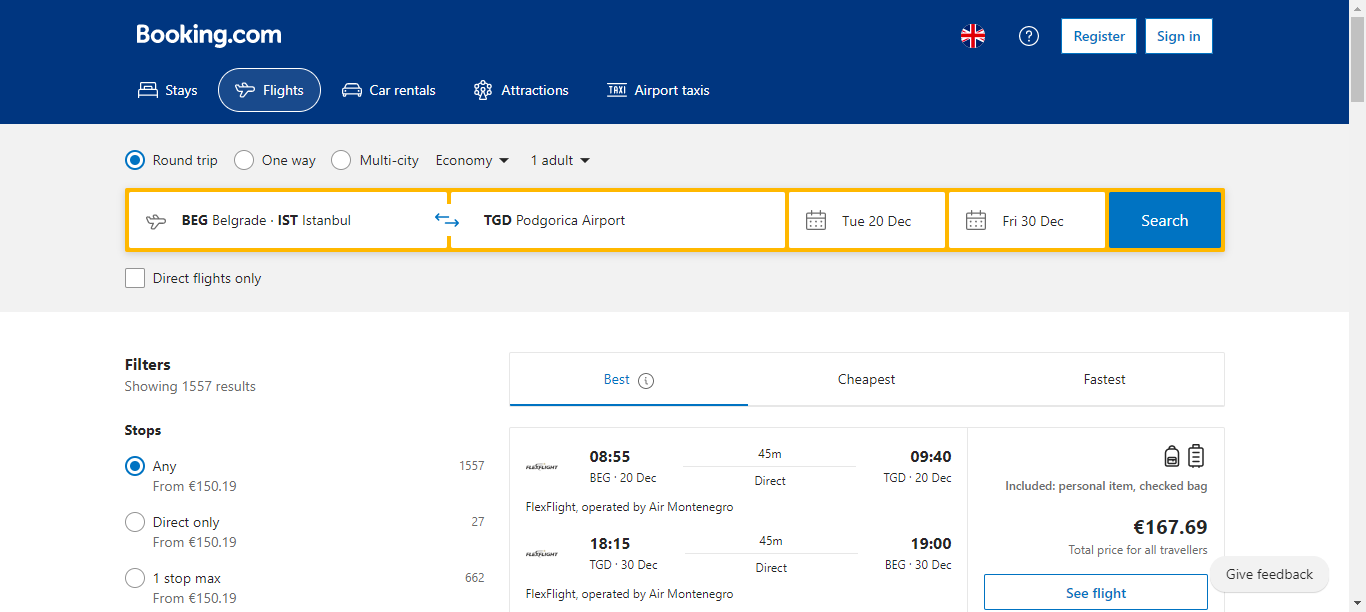 Booking.com
Register
Sign in
Stays
Flights
Car rentals
Attractions
TAXI
Airport taxis
Round trip
One way
Multi-city
Economy
1 adult
BEG Belgrade · IST Istanbul
TGD Podgorica Airport
Tue 20 Dec
Fri 30 Dec
Search
Direct flights only
Filters
Showing 1557 results
Stops
Any 1557
From €150.19
Direct only 27
From €150.19
1 stop max 662
From €150.19
Best
Cheapest
Fastest
FLEXFLIGHT
08:55 45m 09:40
BEG · 20 Dec Direct TGD · 20 Dec
FlexFlight, operated by Air Montenegro
FLEXFLIGHT
18:15 45m 19:00
TGD · 30 Dec Direct BEG · 30 Dec
FlexFlight, operated by Air Montenegro
Included: personal item, checked bag
€167.69
Total price for all travellers
See flight
Give feedback